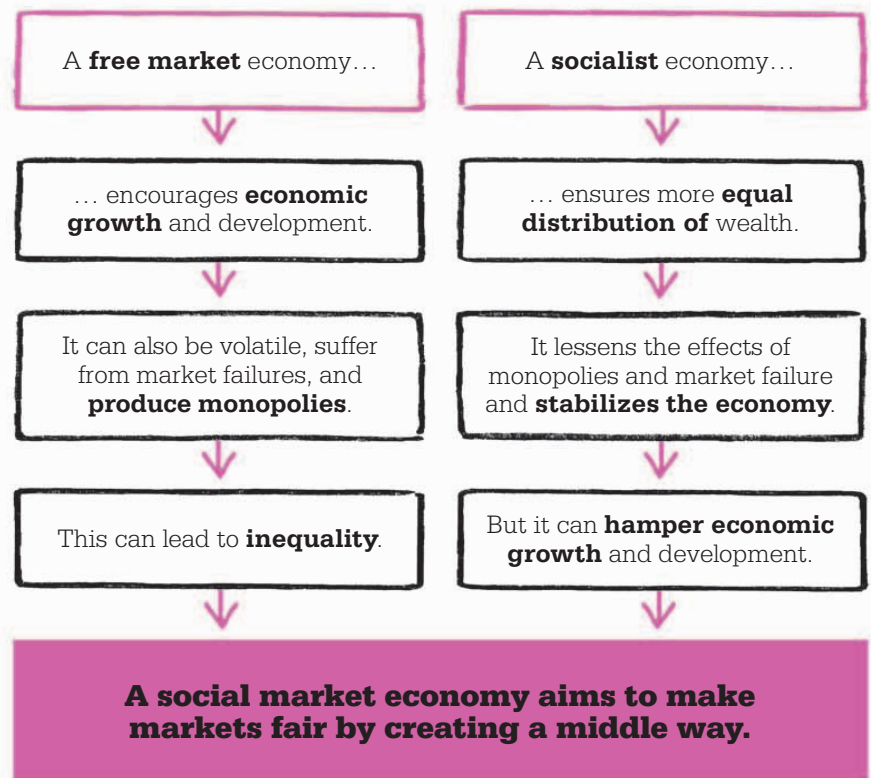 A free market economy…
… encourages economic
growth and development.
It can also be volatile, suffer
from market failures, and
produce monopolies.
This can lead to inequality.
A socialist economy…
… ensures more equal
distribution of wealth.
It lessens the effects of
monopolies and market failure
and stabilizes the economy.
But it can hamper economic
growth and development.
A social market economy aims to make
markets fair by creating a middle way.